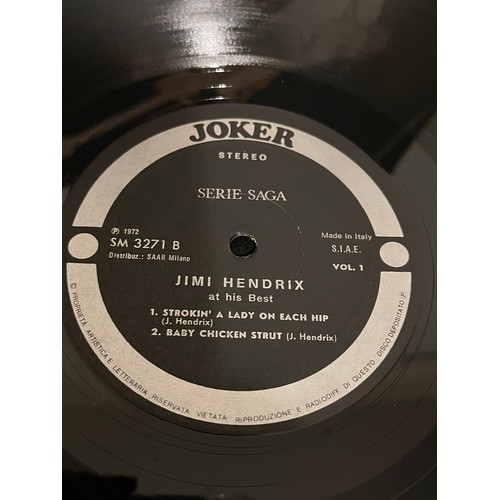 JOKER
STEREO
SERIE SAGA
℗ 1972
SM 3271 B
Distribuz.: SAAR Milano
Made in Italy
S.I.A.E.
VOL. 1
JIMI HENDRIX
at his Best
1. STROKIN' A LADY ON EACH HIP
(J. Hendrix)
2. BABY CHICKEN STRUT (J. Hendrix)
© PROPRIETÀ ARTISTICA E LETTERARIA RISERVATA VIETATA RIPRODUZIONE E RADIODIFF. DI QUESTO DISCO DEPOSITATO ℗